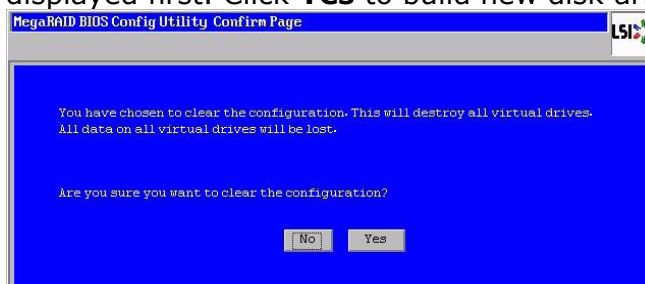 displayed first. Click YES to build new disk ar
MegaRAID BIOS Config Utility Confirm Page
LSI
You have chosen to clear the configuration. This will destroy all virtual drives.
All data on all virtual drives will be lost.
Are you sure you want to clear the configuration?
No Yes